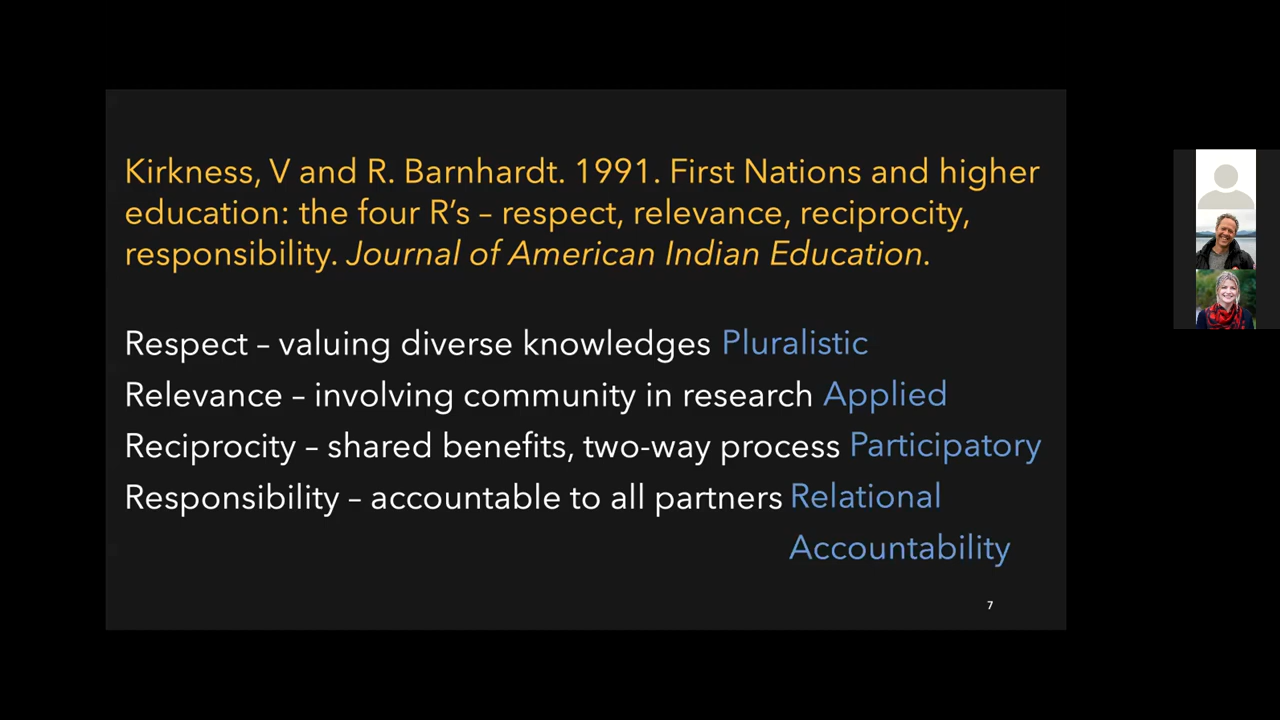 Kirkness, V and R. Barnhardt. 1991. First Nations and higher
education: the four R’s – respect, relevance, reciprocity,
responsibility. Journal of American Indian Education.
Respect – valuing diverse knowledges Pluralistic
Relevance – involving community in research Applied
Reciprocity – shared benefits, two-way process Participatory
Responsibility – accountable to all partners Relational
Accountability
7